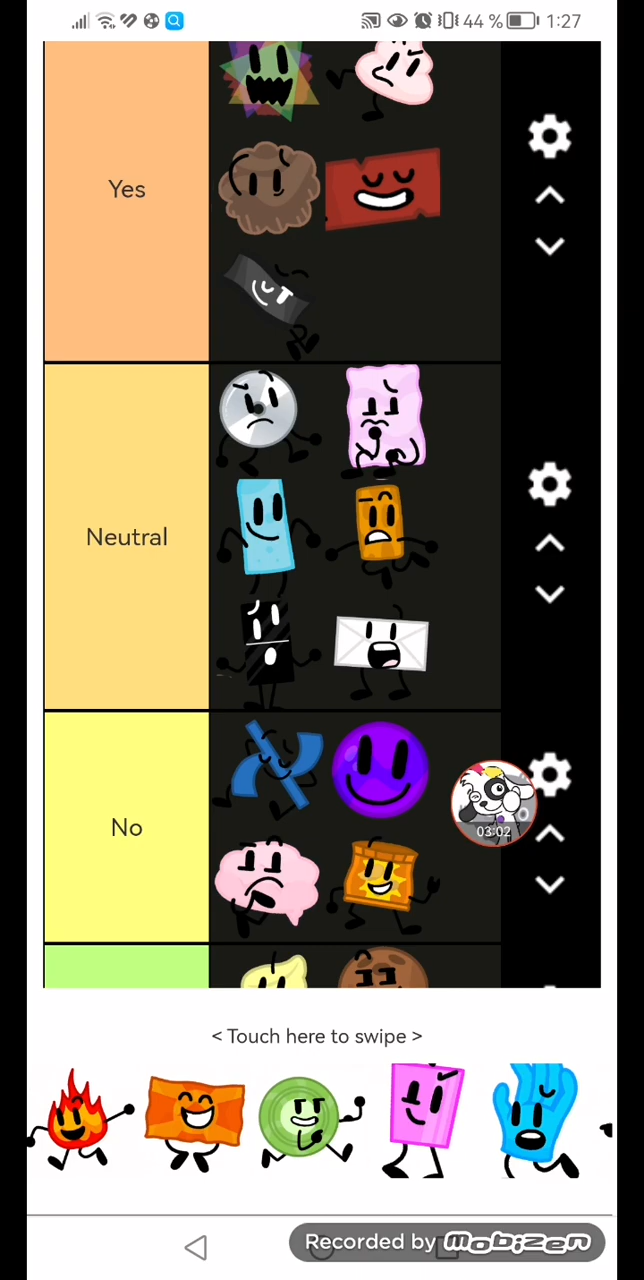 44 % 1:27
Yes
Neutral
No
03:02
< Touch here to swipe >
Recorded by mobizen